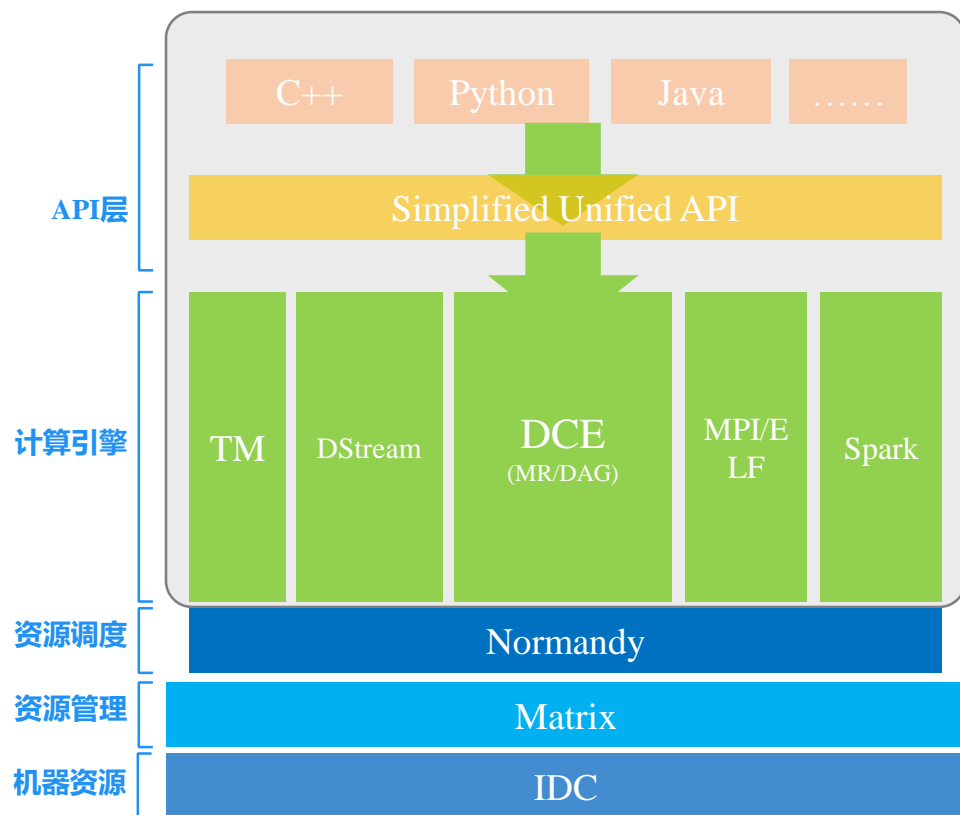 C++
Python
Java
……
API层
Simplified Unified API
计算引擎
TM
DStream
DCE
(MR/DAG)
MPI/E
LF
Spark
资源调度
Normandy
资源管理
Matrix
机器资源
IDC